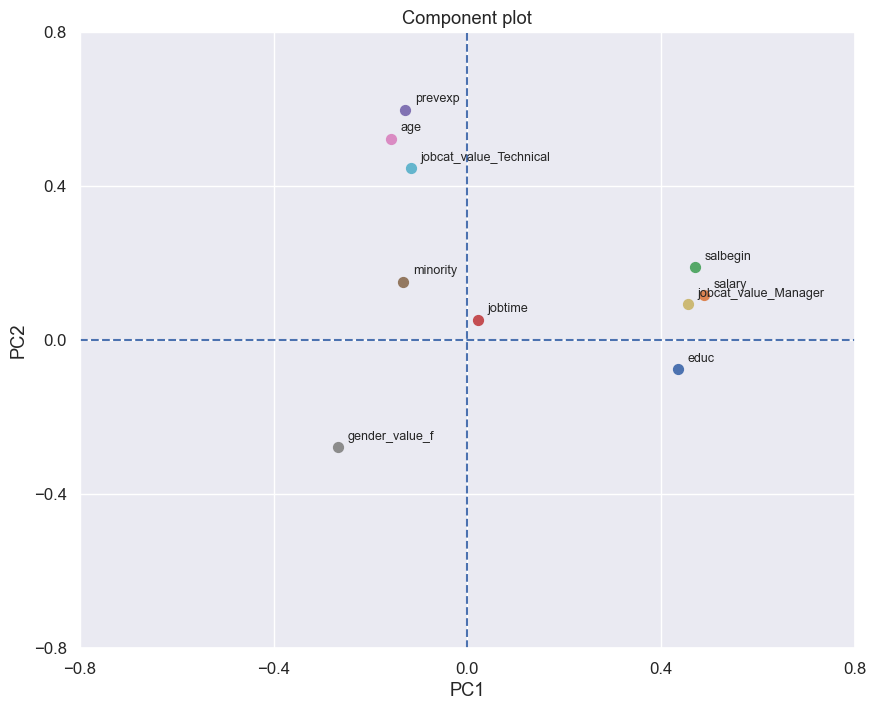 Component plot
0.8
prevexp
age
jobcat_value_Technical
0.4
salbegin
minority
salary
jobcat_value_Manager
jobtime
PC2
0.0
educ
gender_value_f
−0.4
−0.8
−0.8
−0.4
0.0
0.4
0.8
PC1